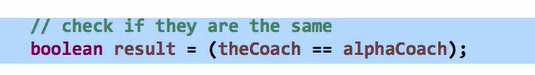 // check if they are the same
boolean result = (theCoach == alphaCoach);